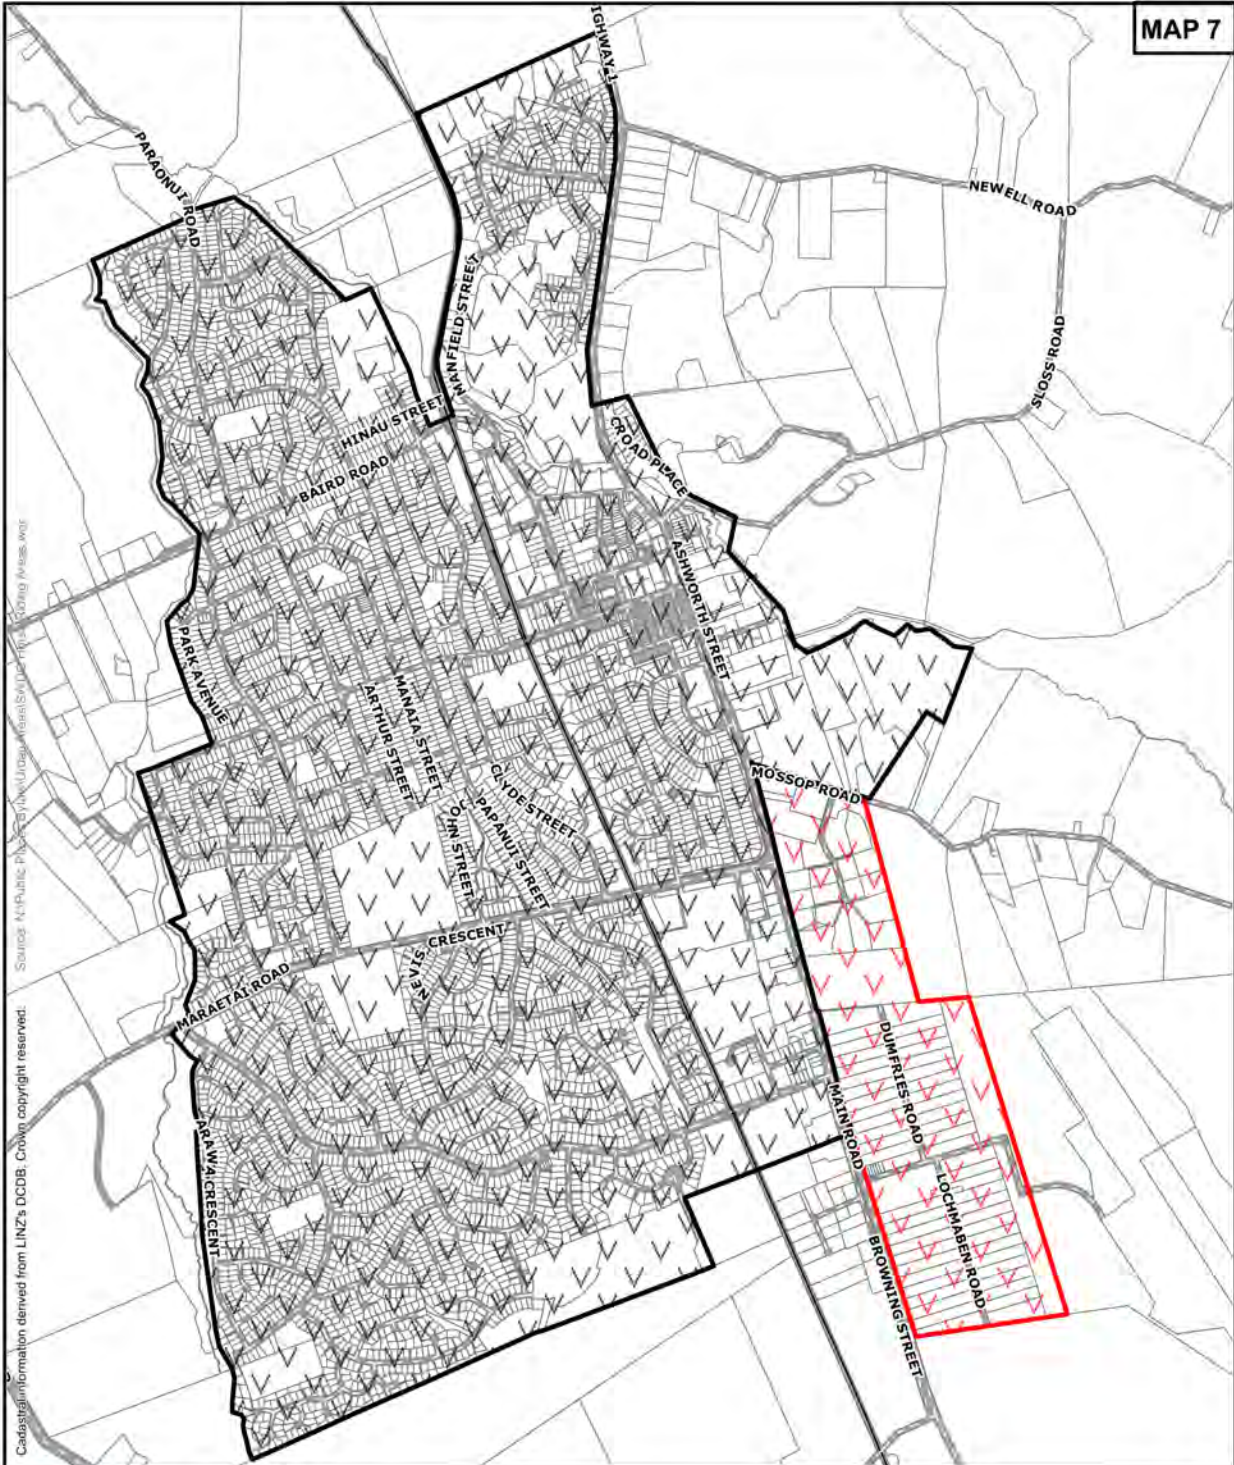 MAP 7
IGHWAY 1
PARAONUI ROAD
NEWELL ROAD
MANFIELD STREET
SLOSS ROAD
HINAU STREET
BAIRD ROAD
CROAD PLACE
ASHWORTH STREET
PARK AVENUE
MANAIA STREET
ARTHUR STREET
CLYDE STREET
PAPANUI STREET
JOHN STREET
MOSSOP ROAD
NEVIS CRESCENT
MARAETAI ROAD
DUMFRIES ROAD
MAIN ROAD
ARAWA CRESCENT
LOCHMABEN ROAD
BROWNING STREET
Cadastral information derived from LINZ's DCDB. Crown copyright reserved.